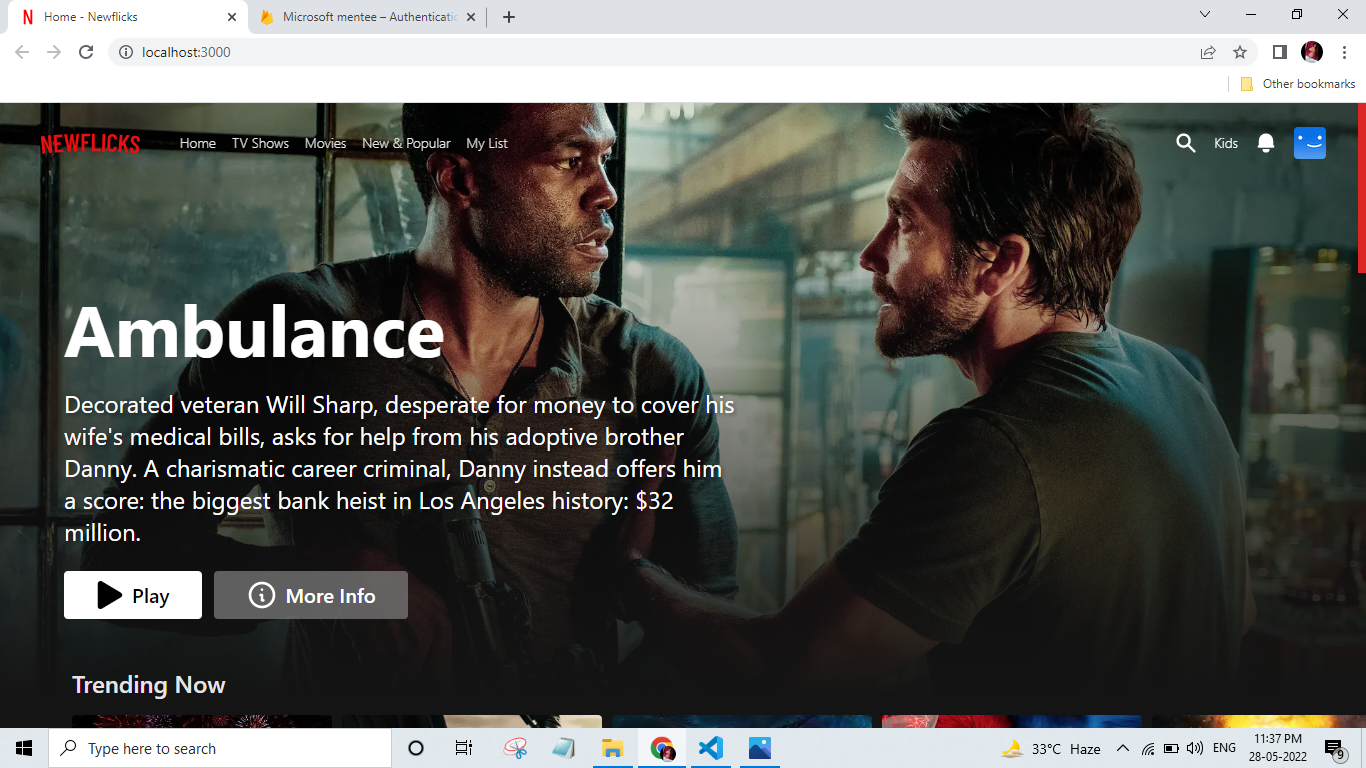 Home - Newflicks
Microsoft mentee – Authenticatic
localhost:3000
Other bookmarks
NEWFLICKS
Home
TV Shows
Movies
New & Popular
My List
Kids
Ambulance
Decorated veteran Will Sharp, desperate for money to cover his
wife's medical bills, asks for help from his adoptive brother
Danny. A charismatic career criminal, Danny instead offers him
a score: the biggest bank heist in Los Angeles history: $32
million.
Play
More Info
Trending Now
Type here to search
33°C Haze
ENG
11:37 PM
28-05-2022
9